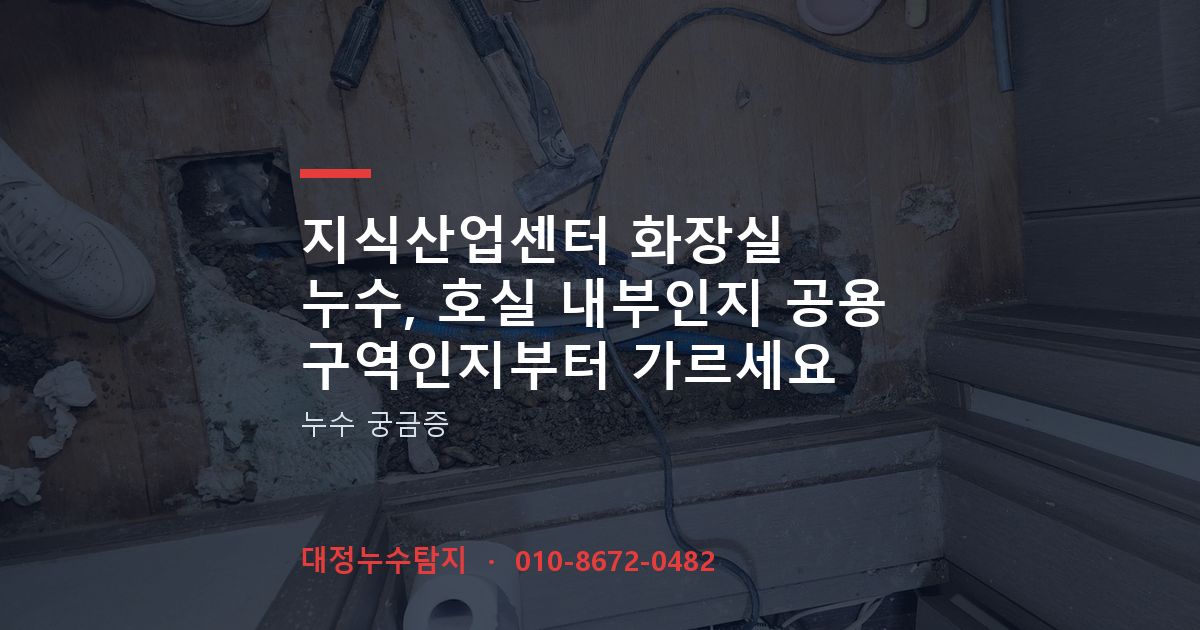 지식산업센터 화장실
누수, 호실 내부인지 공용
구역인지부터 가르세요
누수 궁금증
대정누수탐지 · 010-8672-0482